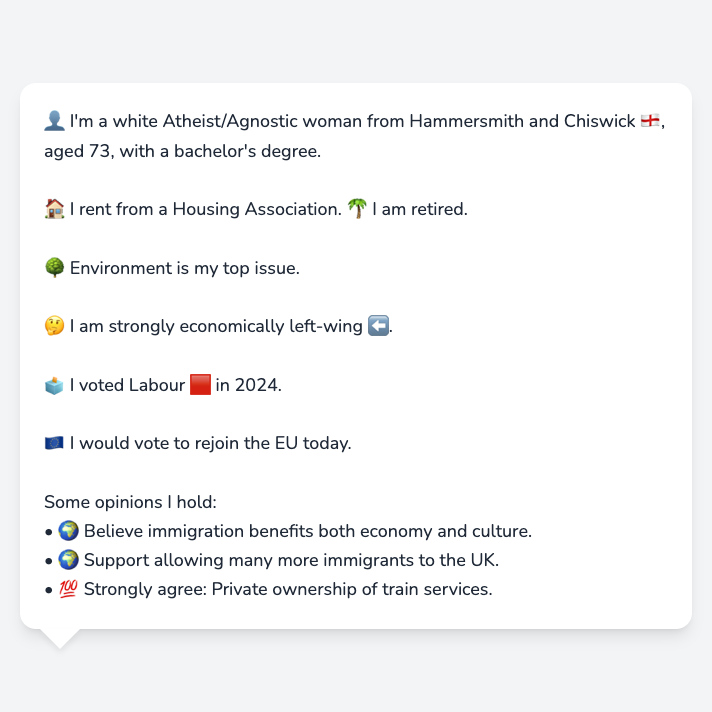 👤 I'm a white Atheist/Agnostic woman from Hammersmith and Chiswick 🏴󠁧󠁢󠁥󠁮󠁧󠁿,
aged 73, with a bachelor's degree.
🏠 I rent from a Housing Association. 🌴 I am retired.
🌳 Environment is my top issue.
🤔 I am strongly economically left-wing ⬅️.
🗳️ I voted Labour 🟥 in 2024.
🇪🇺 I would vote to rejoin the EU today.
Some opinions I hold:
• 🌍 Believe immigration benefits both economy and culture.
• 🌍 Support allowing many more immigrants to the UK.
• 💯 Strongly agree: Private ownership of train services.